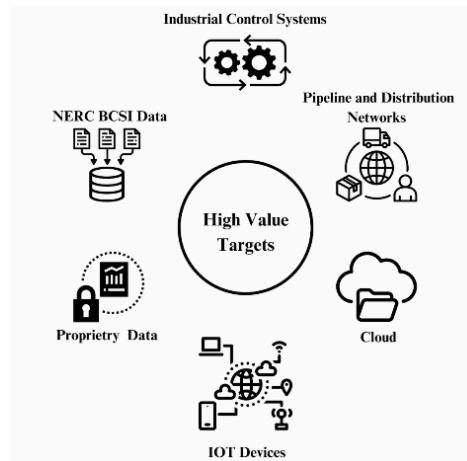 Industrial Control Systems
Pipeline and Distribution
Networks
NERC BCSI Data
High Value
Targets
Proprietry Data
Cloud
IOT Devices